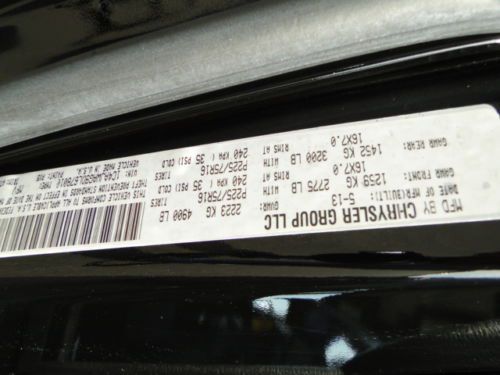 MFD BY CHRYSLER GROUP LLC
DATE OF MFR(BUILT): 5-13
2223 KG 4900 LB
GAWR FRONT: 1259 KG 2775 LB WITH TIRES P225/75R16
16X7.0 RIMS AT 240 KPA( 35 PSI) COLD
GAWR REAR: 1452 KG 3200 LB WITH TIRES P225/75R16
16X7.0 RIMS AT 240 KPA( 35 PSI) COLD
THIS VEHICLE CONFORMS TO ALL APPLICABLE U.S.A.
THEFT PREVENTION STANDARDS IN EFFECT ON THE DATE OF
VIN:
VEHICLE MADE IN U.S.A.